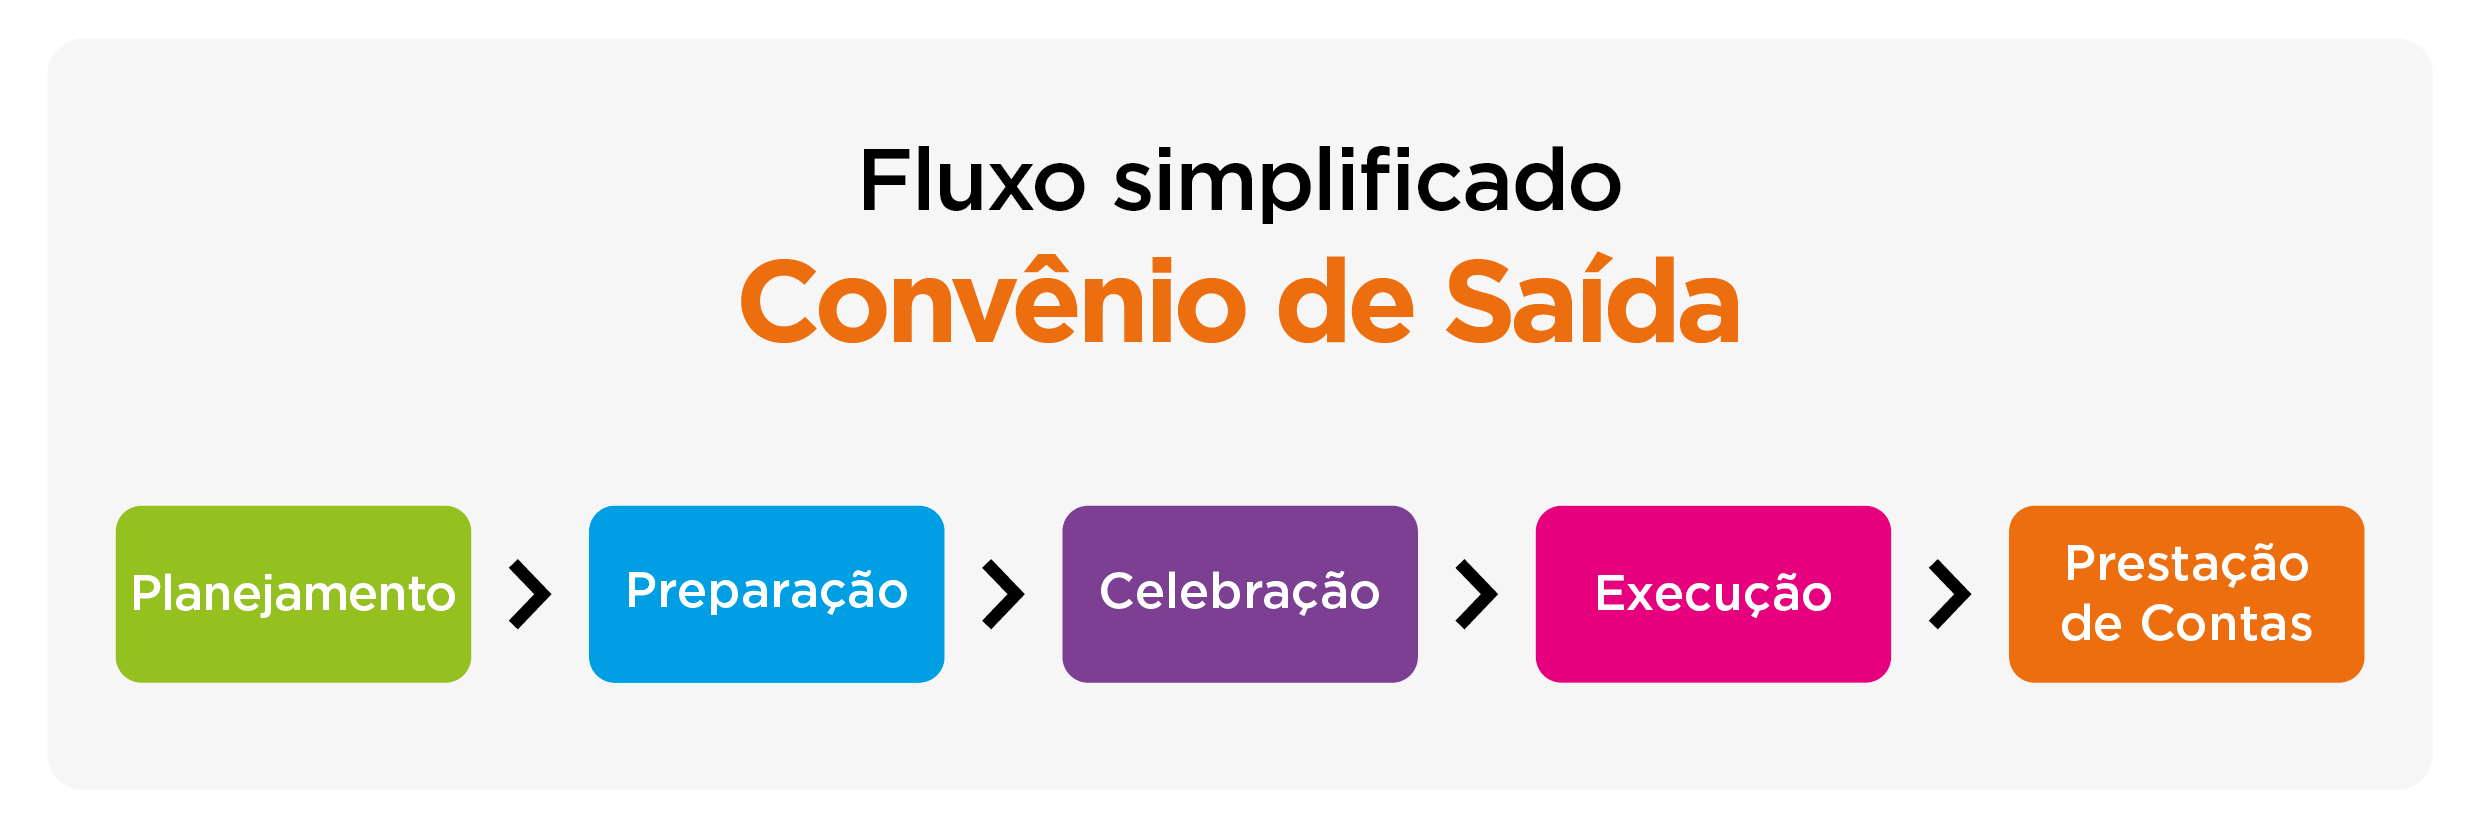 Fluxo simplificado
Convênio de Saída
Planejamento
Preparação
Celebração
Execução
Prestação
de Contas